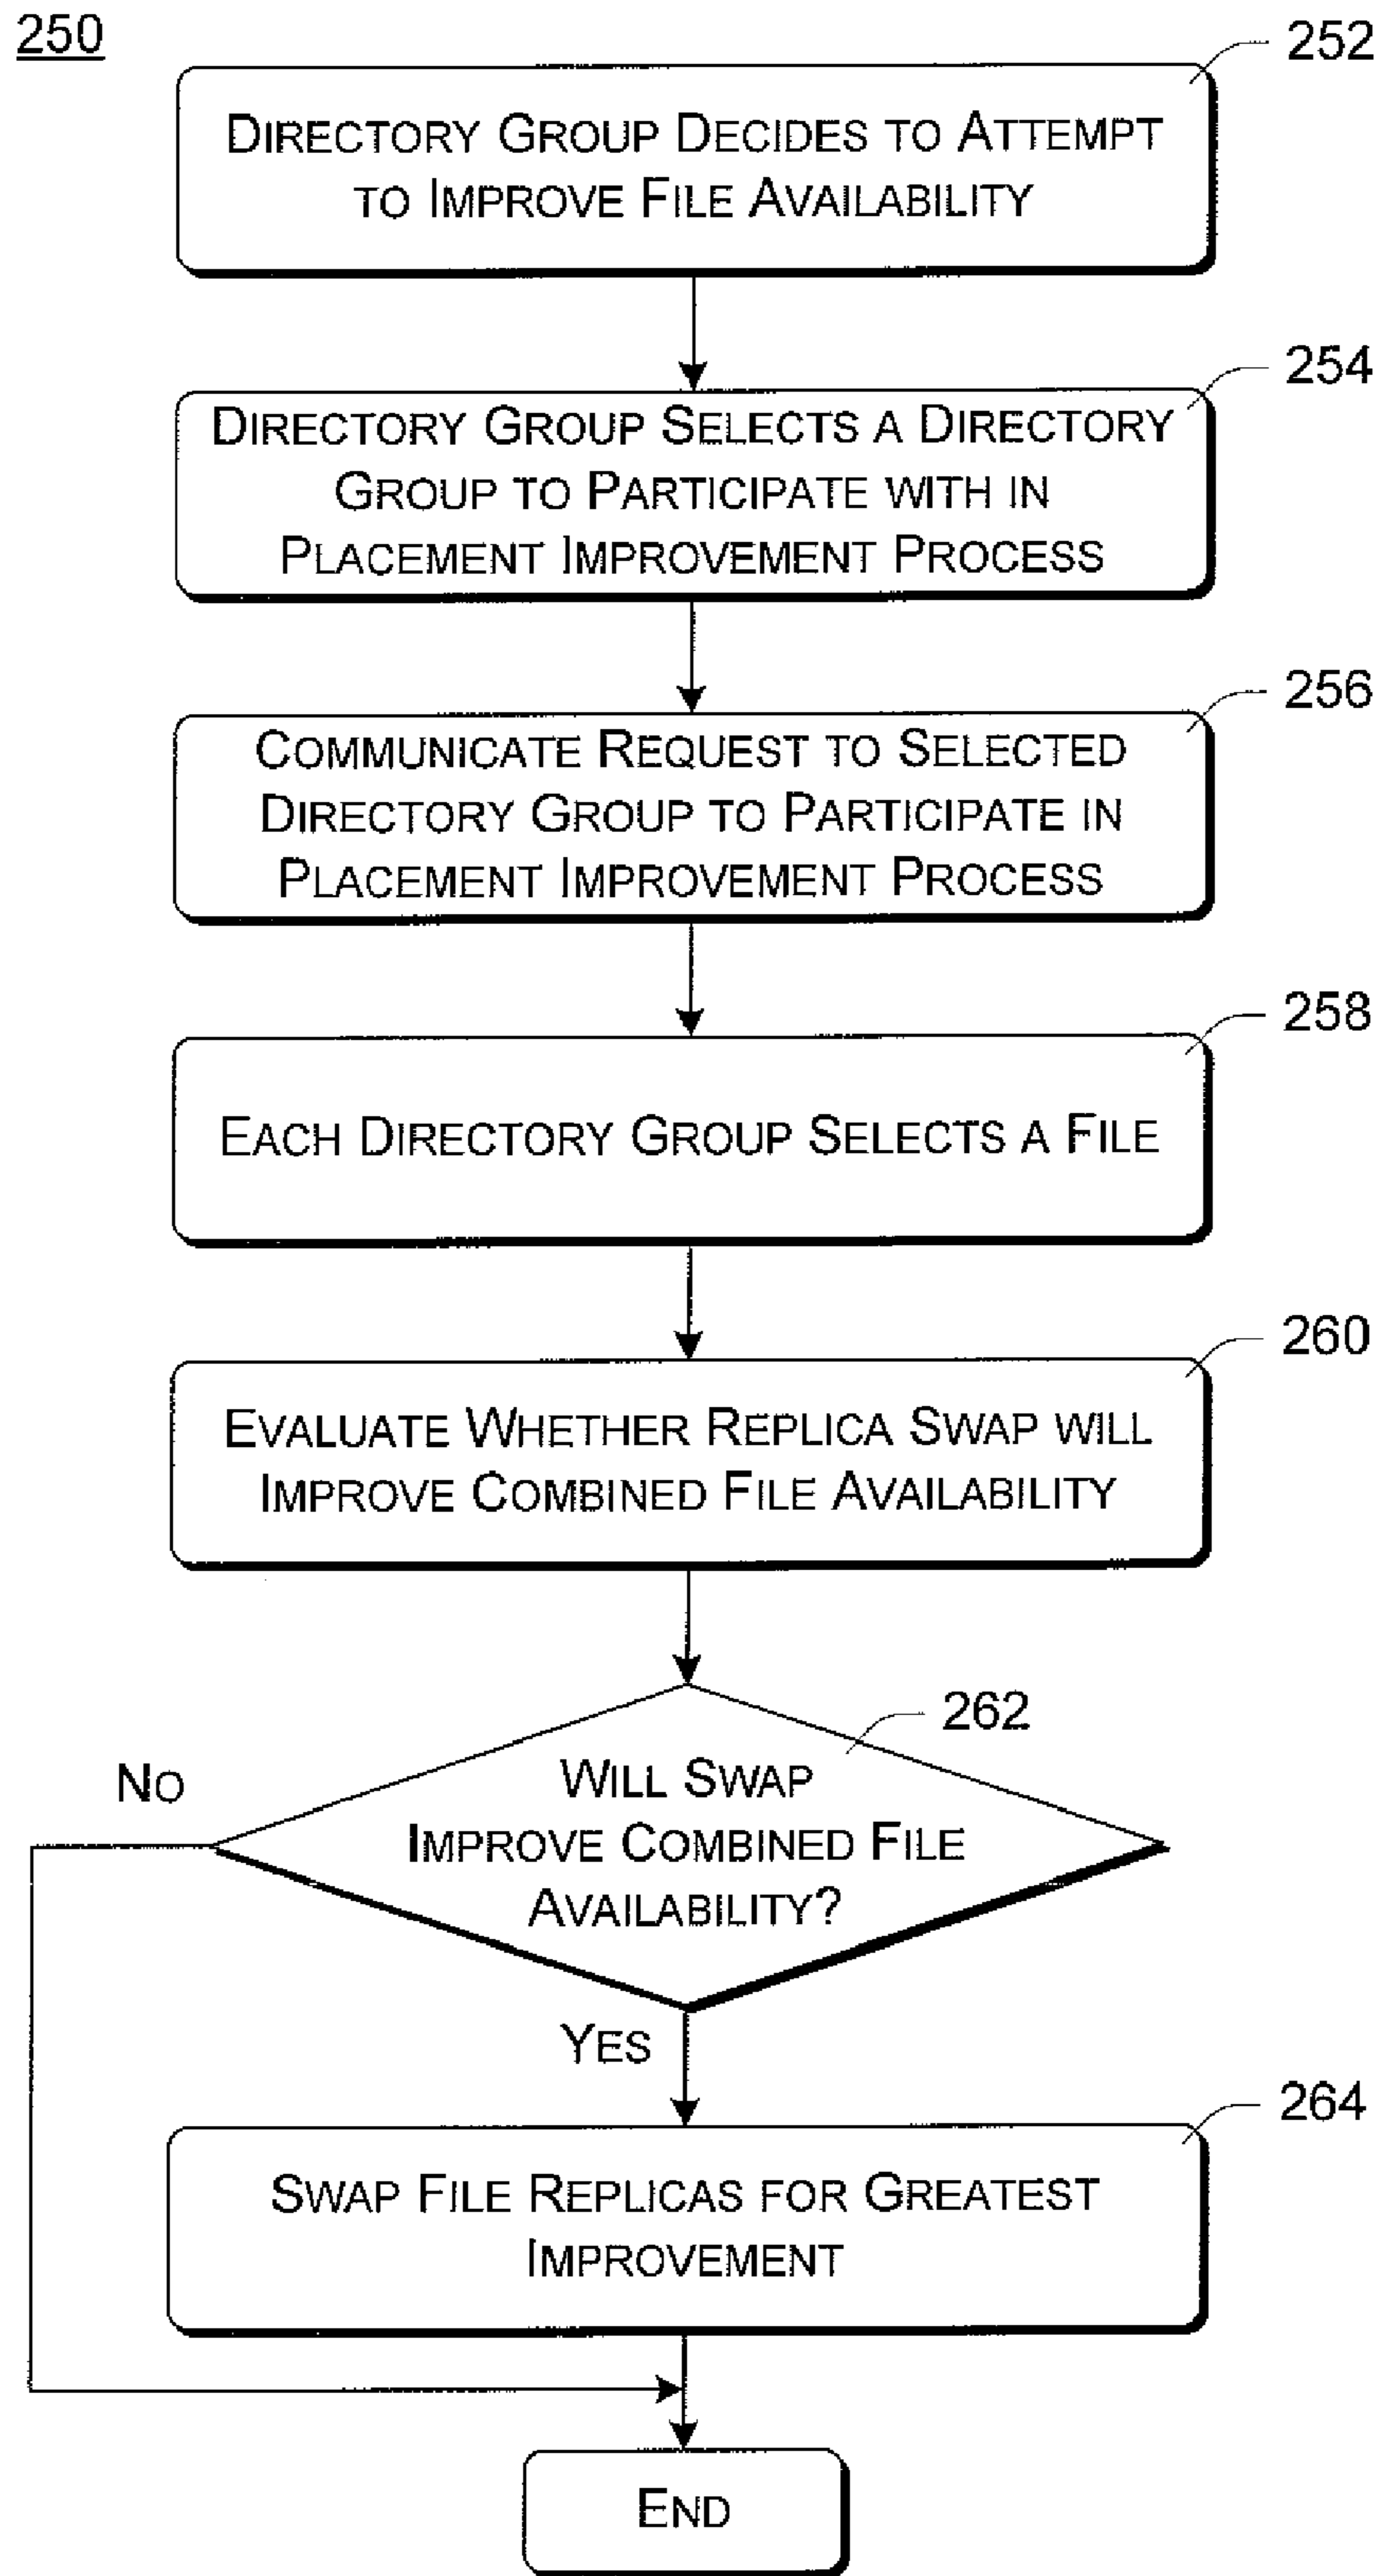 250
252
DIRECTORY GROUP DECIDES TO ATTEMPT
TO IMPROVE FILE AVAILABILITY
254
DIRECTORY GROUP SELECTS A DIRECTORY
GROUP TO PARTICIPATE WITH IN
PLACEMENT IMPROVEMENT PROCESS
256
COMMUNICATE REQUEST TO SELECTED
DIRECTORY GROUP TO PARTICIPATE IN
PLACEMENT IMPROVEMENT PROCESS
258
EACH DIRECTORY GROUP SELECTS A FILE
260
EVALUATE WHETHER REPLICA SWAP WILL
IMPROVE COMBINED FILE AVAILABILITY
262
NO
WILL SWAP
IMPROVE COMBINED FILE
AVAILABILITY?
YES
264
SWAP FILE REPLICAS FOR GREATEST
IMPROVEMENT
END